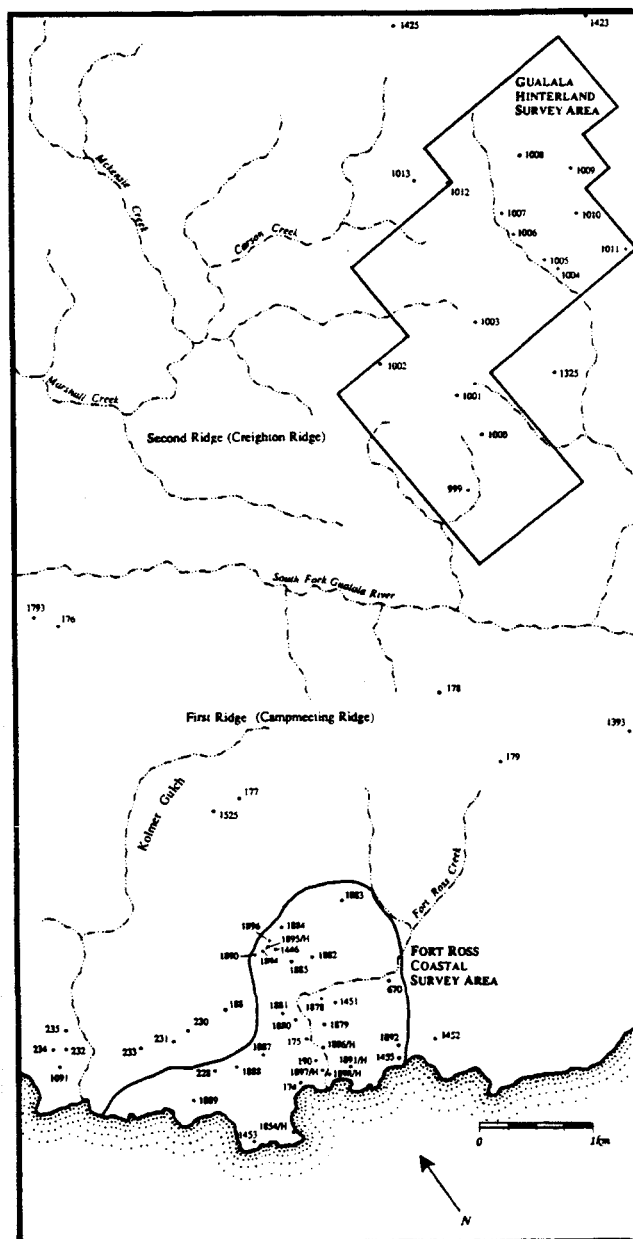 1425
1423
GUALALA
HINTERLAND
SURVEY AREA
Mckenzie
Creek
1008
1009
1013
1012
Carson Creek
1007
1010
1006
1011
1005
1004
1003
1002
1325
Marshall Creek
1001
Second Ridge (Creighton Ridge)
1000
999
South Fork Gualala River
1793
176
178
First Ridge (Campmeeting Ridge)
1393
179
177
1525
Kolmer Gulch
1883
Fort Ross Creek
1896
1884
1895/H
1446
1890
1894
1882
1885
FORT ROSS
COASTAL
SURVEY AREA
670
188
1881
1878
1451
1880
1879
235
230
231
175
1886/H
1892
1452
234
232
233
1887
190
1891/H
1455
1091
228
1888
1897/H
1898/H
174
1889
1854/H
1453
0
1km
N